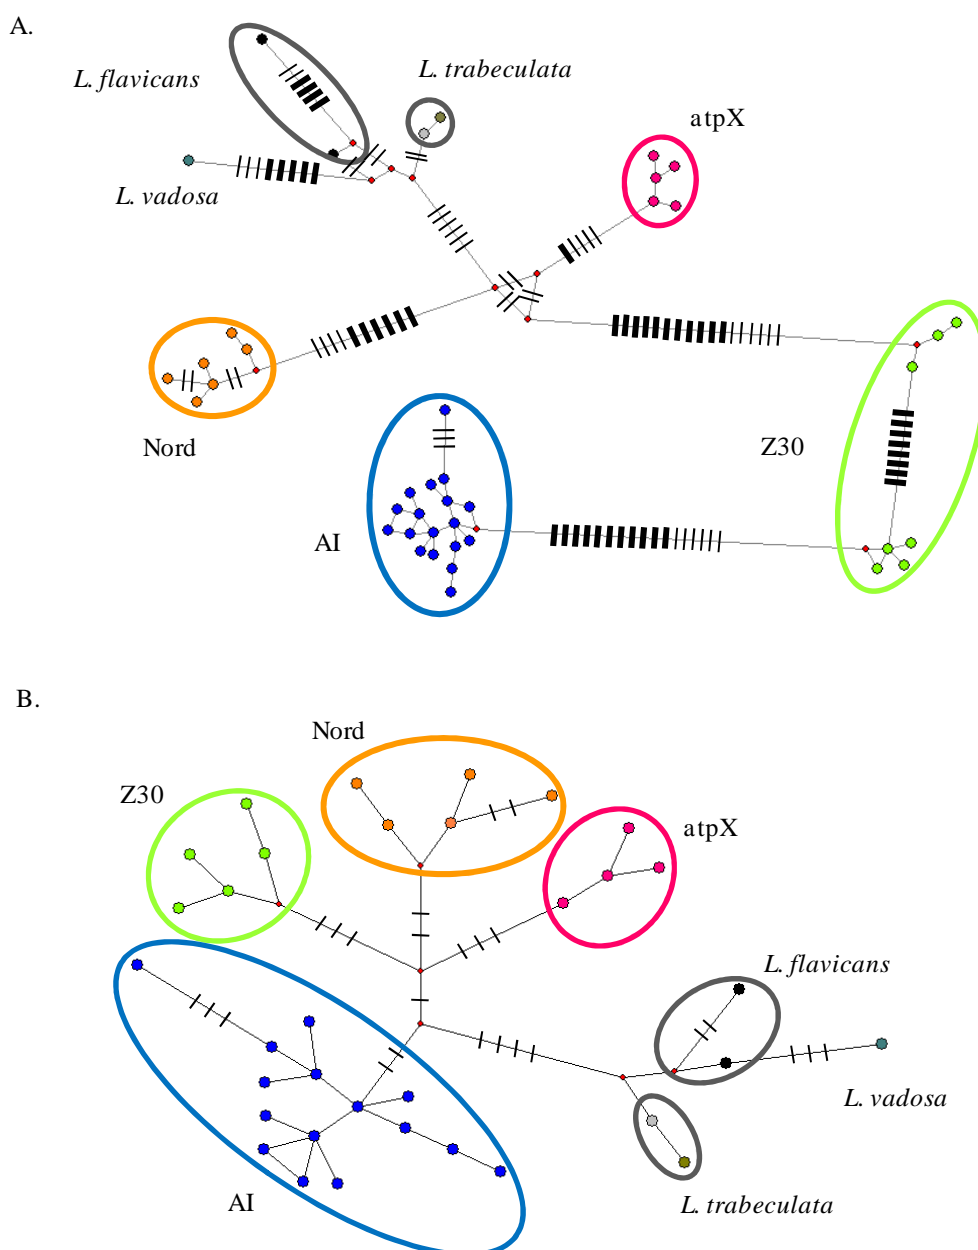 A.
L. flavicans
L. trabeculata
atpX
L. vadosa
Nord
Z30
AI
B.
Nord
Z30
atpX
L. flavicans
L. vadosa
AI
L. trabeculata